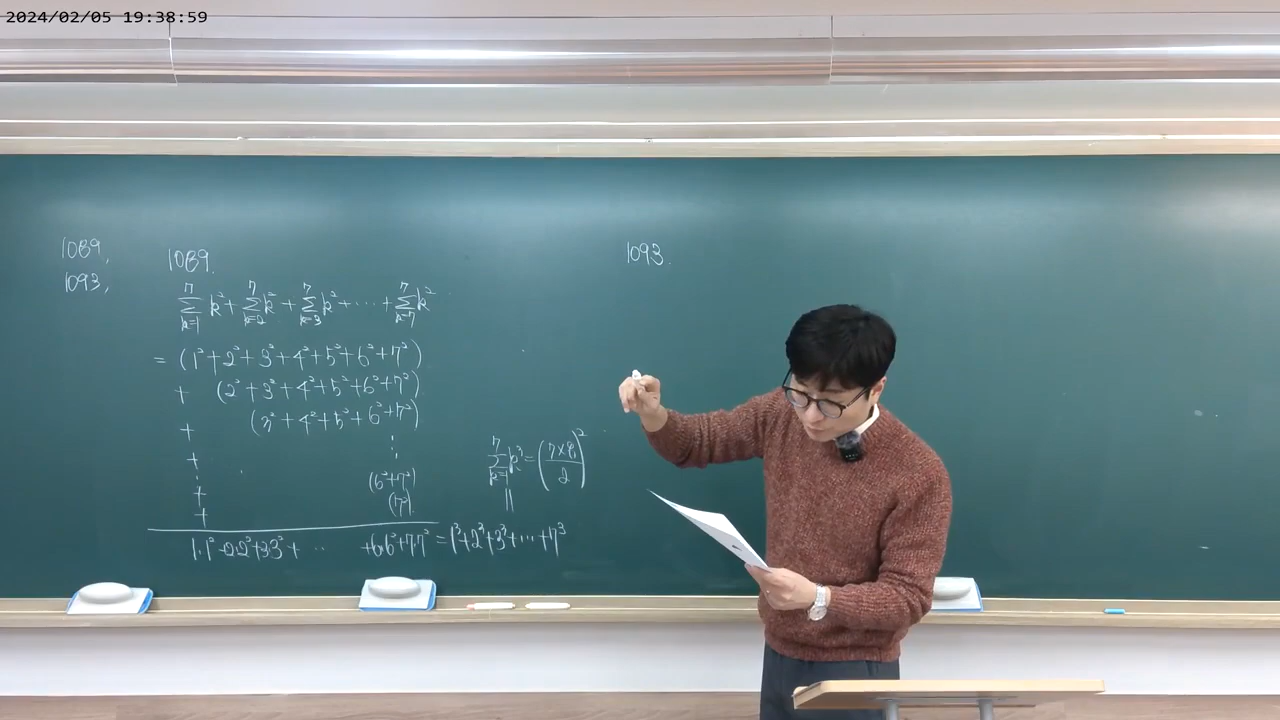 2024/02/05 19:38:59
1089,
1093,
1089.
7 7 7 7
∑ k² + ∑ k² + ∑ k² + ⋯ + ∑ k²
k=1 k=2 k=3 k=7
= (1² + 2² + 3² + 4² + 5² + 6² + 7²)
+ (2² + 3² + 4² + 5² + 6² + 7²)
+ (3² + 4² + 5² + 6² + 7²)
+ ⋮
⋮ (6² + 7²)
+ (7²)
+
1·1² + 2·2² + 3·3² + ⋯ + 6·6² + 7·7² = 1³ + 2³ + 3³ + ⋯ + 7³
||
7
∑ k³ = (7×8/2)²
k=1
1093.